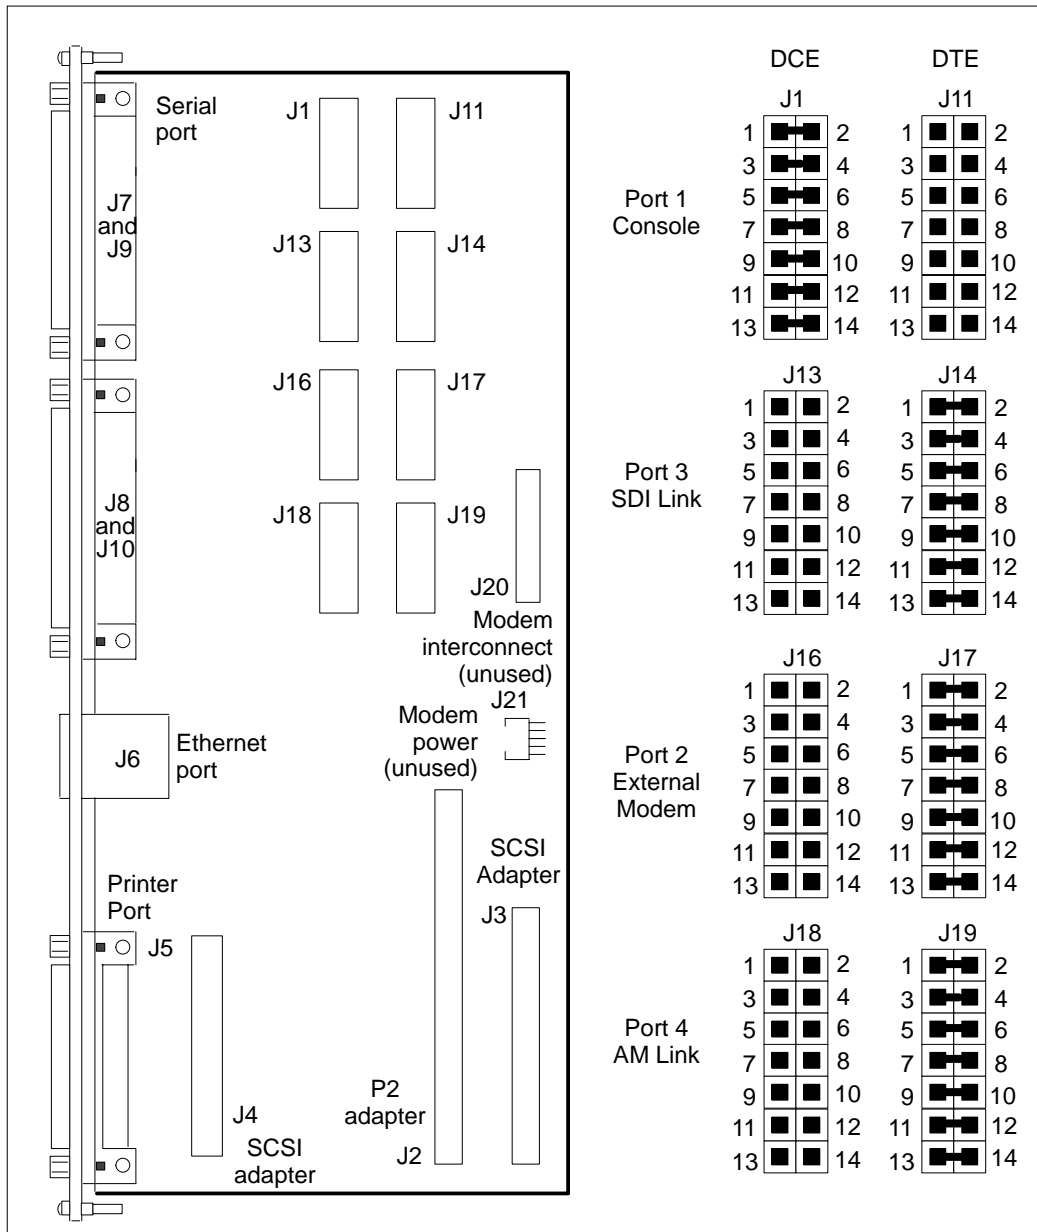 DCE DTE
Serial
port
J1 J11
J7
and
J9
J13 J14
J16 J17
J8
and
J10
J18 J19
J20
Modem
interconnect
(unused)
J21
Modem
power
(unused)
J6
Ethernet
port
SCSI
Adapter
J3
Printer
Port
J5
P2
adapter
J2
J4
SCSI
adapter
Port 1
Console
J1 J11
1 2 1 2
3 4 3 4
5 6 5 6
7 8 7 8
9 10 9 10
11 12 11 12
13 14 13 14
Port 3
SDI Link
J13 J14
1 2 1 2
3 4 3 4
5 6 5 6
7 8 7 8
9 10 9 10
11 12 11 12
13 14 13 14
Port 2
External
Modem
J16 J17
1 2 1 2
3 4 3 4
5 6 5 6
7 8 7 8
9 10 9 10
11 12 11 12
13 14 13 14
Port 4
AM Link
J18 J19
1 2 1 2
3 4 3 4
5 6 5 6
7 8 7 8
9 10 9 10
11 12 11 12
13 14 13 14